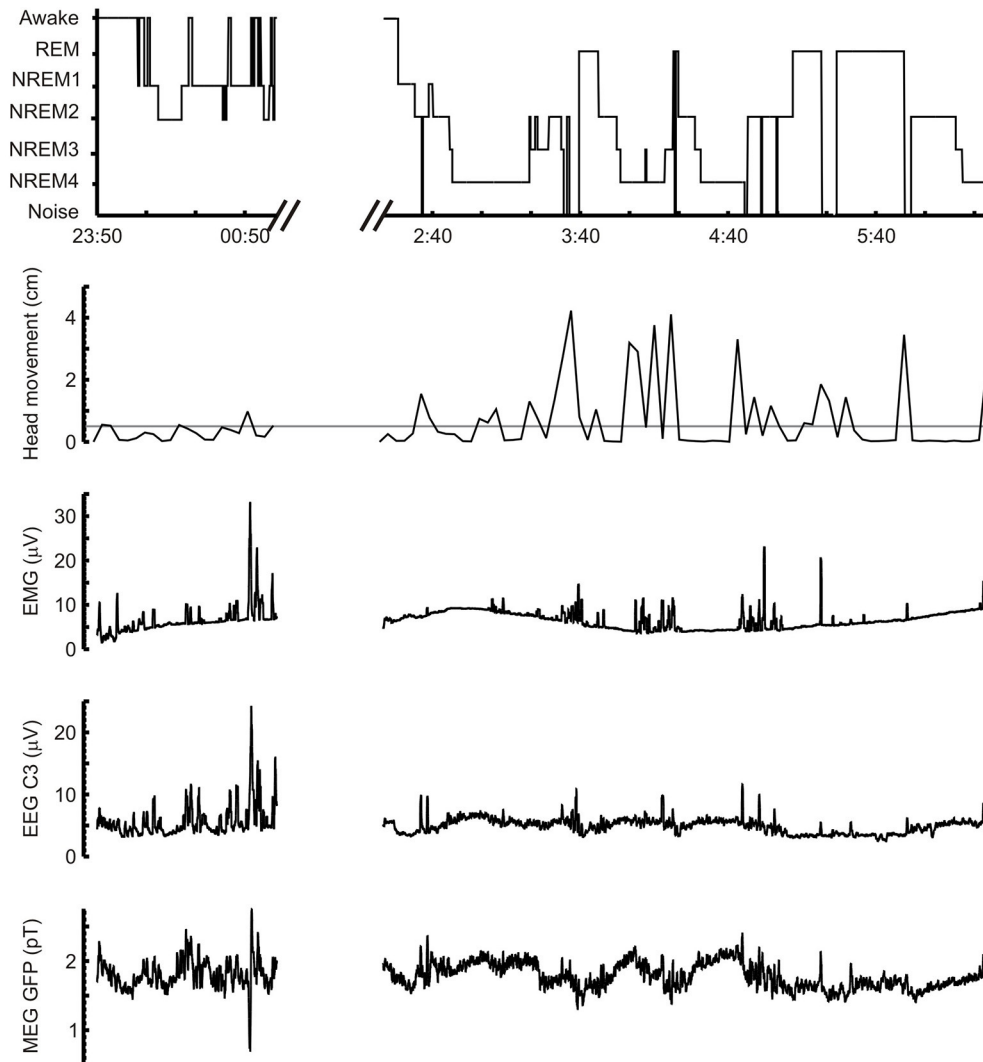 Awake
REM
NREM1
NREM2
NREM3
NREM4
Noise
23:50 00:50 2:40 3:40 4:40 5:40
Head movement (cm)
4
2
0
EMG (μV)
30
20
10
0
EEG C3 (μV)
20
10
0
MEG GFP (pT)
2
1